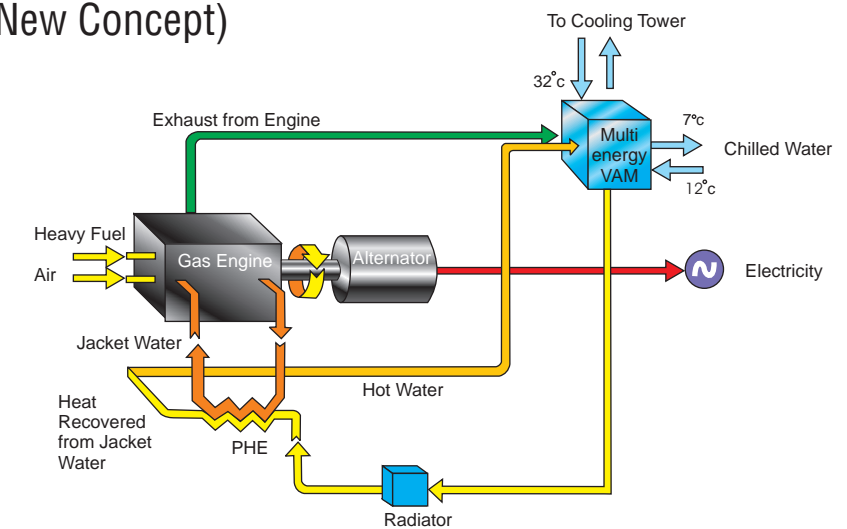 New Concept)
To Cooling Tower
32°c
Exhaust from Engine
7°c
Multi
energy
VAM
Chilled Water
12°c
Heavy Fuel
Gas Engine
Alternator
Air
Electricity
Jacket Water
Hot Water
Heat
Recovered
from Jacket
Water
PHE
Radiator